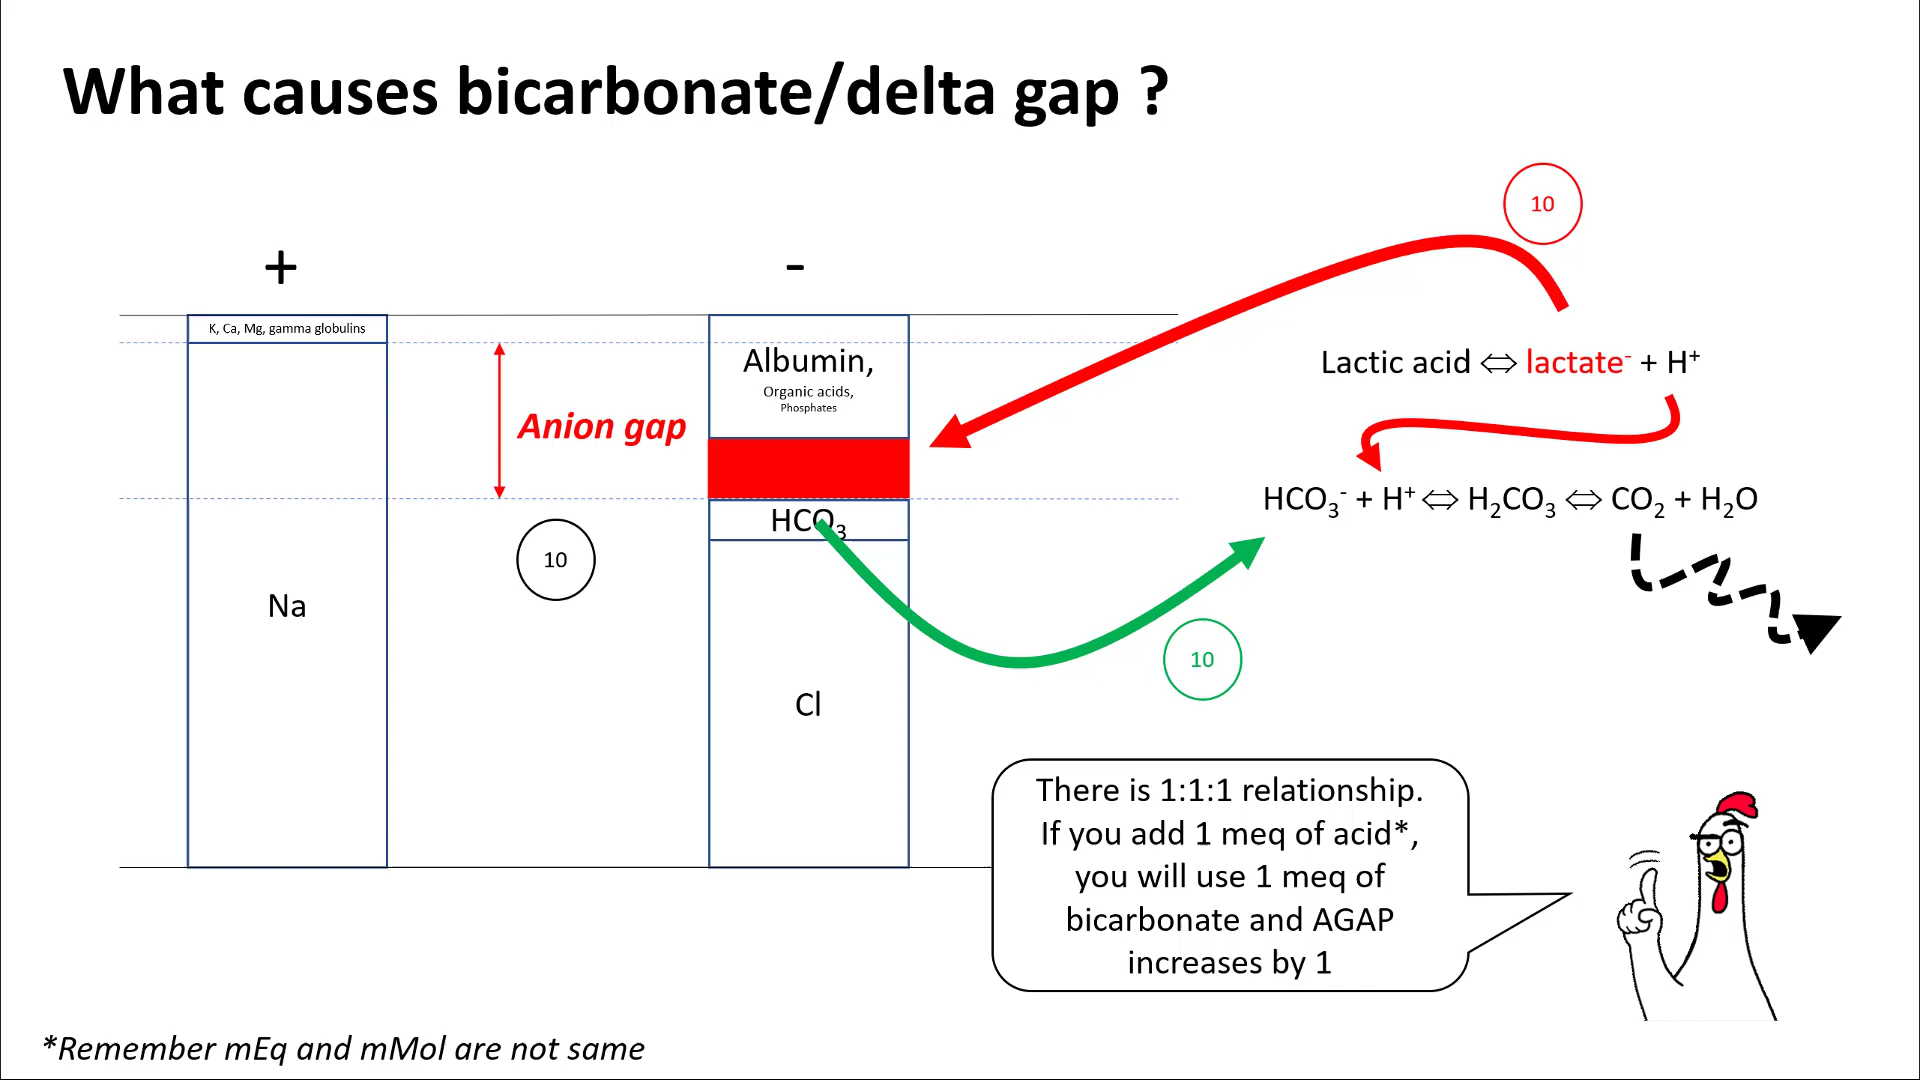 What causes bicarbonate/delta gap ?
10
+
-
K, Ca, Mg, gamma globulins
Albumin,
Organic acids,
Phosphates
Anion gap
Lactic acid ⇔ lactate⁻ + H⁺
HCO₃⁻ + H⁺ ⇔ H₂CO₃ ⇔ CO₂ + H₂O
HCO₃
10
Na
10
Cl
There is 1:1:1 relationship.
If you add 1 meq of acid*,
you will use 1 meq of
bicarbonate and AGAP
increases by 1
*Remember mEq and mMol are not same